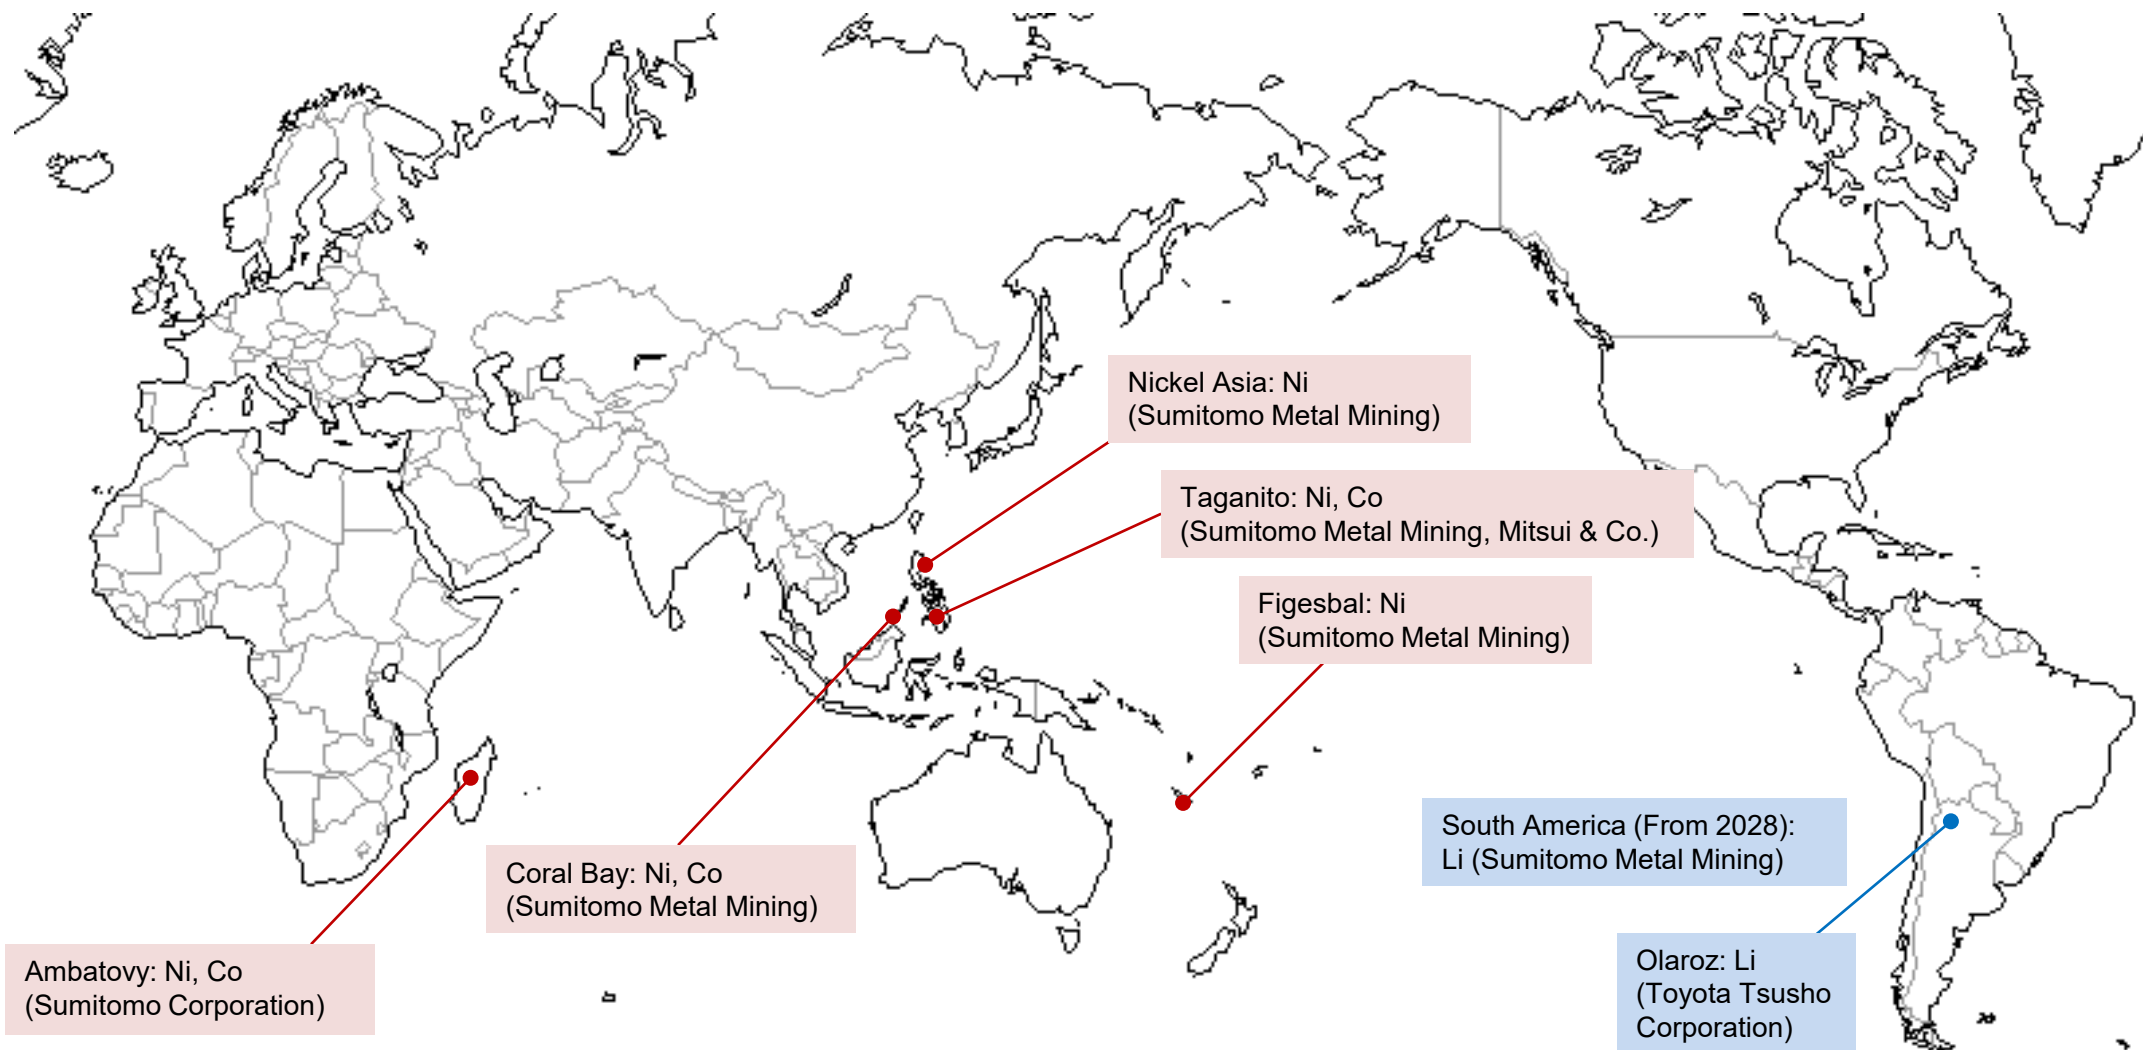 Nickel Asia: Ni
(Sumitomo Metal Mining)
Taganito: Ni, Co
(Sumitomo Metal Mining, Mitsui & Co.)
Figesbal: Ni
(Sumitomo Metal Mining)
South America (From 2028):
Li (Sumitomo Metal Mining)
Coral Bay: Ni, Co
(Sumitomo Metal Mining)
Olaroz: Li
(Toyota Tsusho
Corporation)
Ambatovy: Ni, Co
(Sumitomo Corporation)